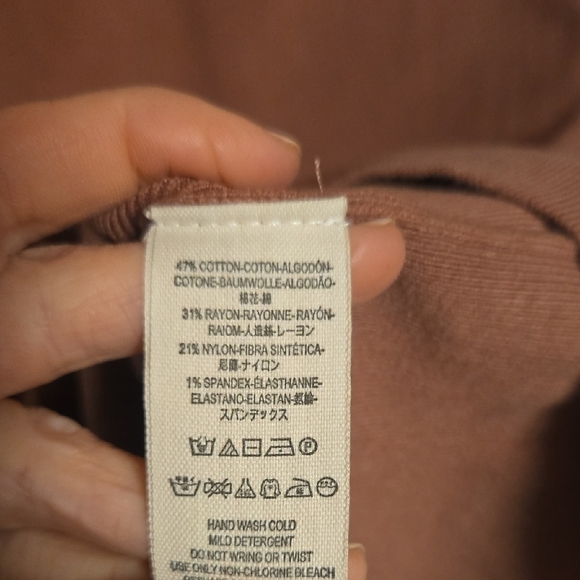 47% COTTON-COTON-ALGODÓN-
COTONE-BAUMWOLLE-ALGODÃO-
棉花-綿
31% RAYON-RAYONNE-RAYÓN-
RAIOM-人造絲-レーヨン
21% NYLON-FIBRA SINTÉTICA-
尼龍-ナイロン
1% SPANDEX-ÉLASTHANNE-
ELASTANO-ELASTAN-
スパンデックス
HAND WASH COLD
MILD DETERGENT
DO NOT WRING OR TWIST
USE ONLY NON-CHLORINE BLEACH